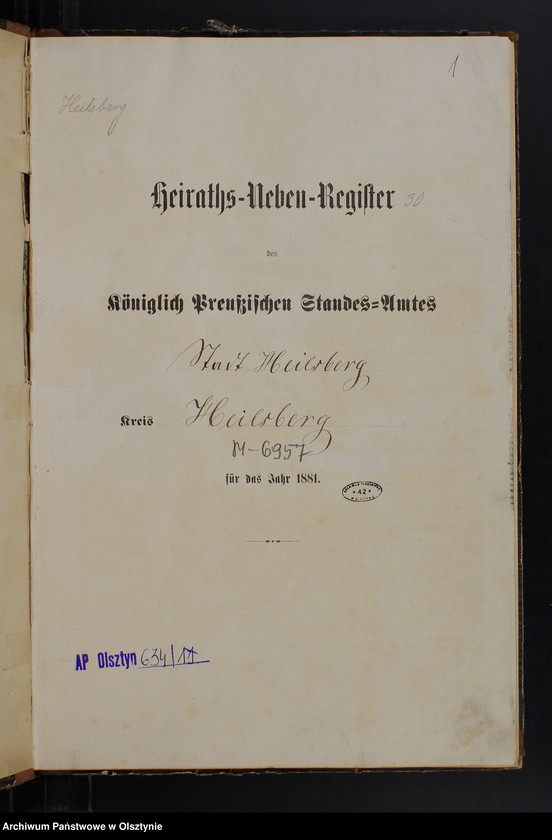 1
Heilsberg
Heiraths-Neben-Regiſter 30
des
Königlich Preußiſchen Standes-Amtes
Stadt Heilsberg
Kreis Heilsberg
M-6957
für das Jahr 1881.
42
AP Olsztyn 634/11
Archiwum Państwowe w Olsztynie